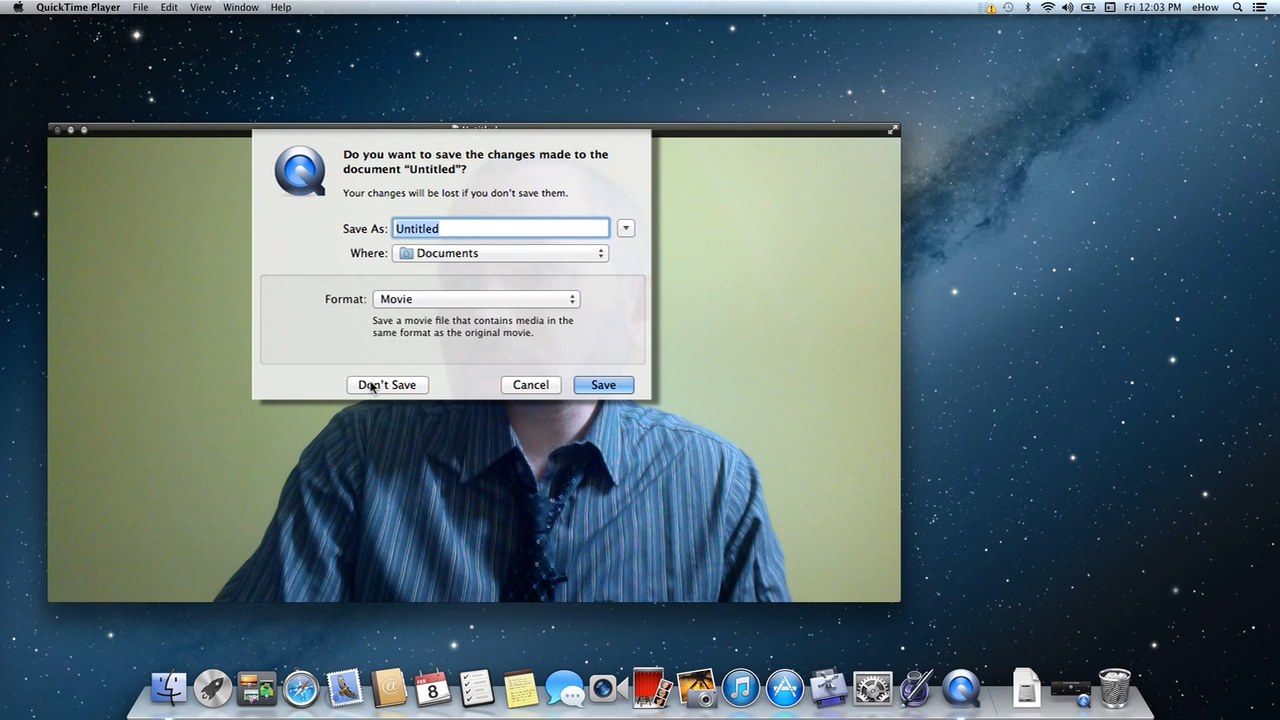 QuickTime Player File Edit View Window Help Fri 12:03 PM eHow
Do you want to save the changes made to the
document “Untitled”?
Your changes will be lost if you don’t save them.
Save As: Untitled
Where: Documents
Format: Movie
Save a movie file that contains media in the
same format as the original movie.
Don’t Save Cancel Save
FEB
8